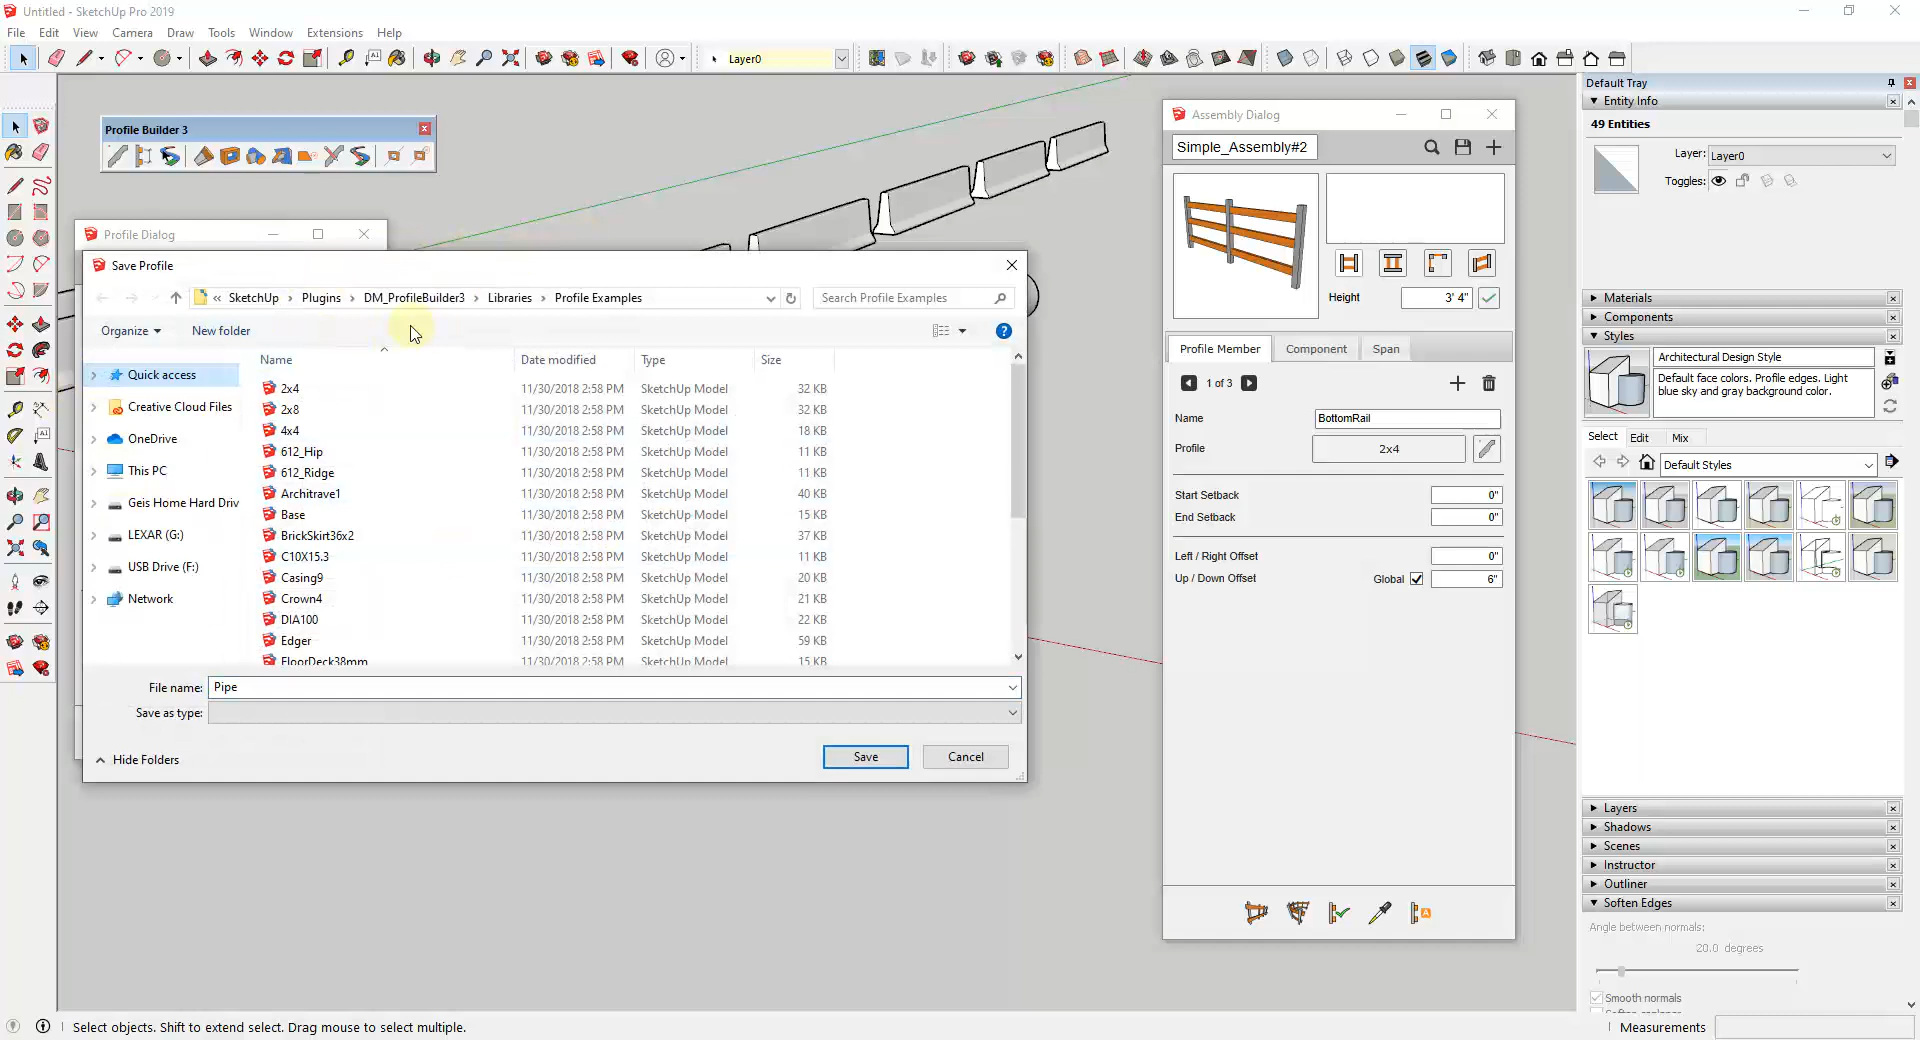 Untitled - SketchUp Pro 2019
File Edit View Camera Draw Tools Window Extensions Help
Layer0
Default Tray
Entity Info
49 Entities
Layer: Layer0
Toggles:
Profile Builder 3
Profile Dialog
Save Profile
« SketchUp › Plugins › DM_ProfileBuilder3 › Libraries › Profile Examples
Search Profile Examples
Organize New folder
Name Date modified Type Size
Quick access
Creative Cloud Files
OneDrive
This PC
Geis Home Hard Driv
LEXAR (G:)
USB Drive (F:)
Network
2x4 11/30/2018 2:58 PM SketchUp Model 32 KB
2x8 11/30/2018 2:58 PM SketchUp Model 32 KB
4x4 11/30/2018 2:58 PM SketchUp Model 18 KB
612_Hip 11/30/2018 2:58 PM SketchUp Model 11 KB
612_Ridge 11/30/2018 2:58 PM SketchUp Model 11 KB
Architrave1 11/30/2018 2:58 PM SketchUp Model 40 KB
Base 11/30/2018 2:58 PM SketchUp Model 15 KB
BrickSkirt36x2 11/30/2018 2:58 PM SketchUp Model 37 KB
C10X15.3 11/30/2018 2:58 PM SketchUp Model 11 KB
Casing9 11/30/2018 2:58 PM SketchUp Model 20 KB
Crown4 11/30/2018 2:58 PM SketchUp Model 21 KB
DIA100 11/30/2018 2:58 PM SketchUp Model 22 KB
Edger 11/30/2018 2:58 PM SketchUp Model 59 KB
FloorDeck38mm 11/30/2018 2:58 PM SketchUp Model 15 KB
File name: Pipe
Save as type:
Hide Folders
Save Cancel
Assembly Dialog
Simple_Assembly#2
Height 3' 4"
Profile Member Component Span
1 of 3
Name BottomRail
Profile 2x4
Start Setback 0"
End Setback 0"
Left / Right Offset 0"
Up / Down Offset Global 6"
Materials
Components
Styles
Architectural Design Style
Default face colors. Profile edges. Light
blue sky and gray background color.
Select Edit Mix
Default Styles
Layers
Shadows
Scenes
Instructor
Outliner
Soften Edges
Angle between normals:
20.0 degrees
Smooth normals
Select objects. Shift to extend select. Drag mouse to select multiple.
Measurements